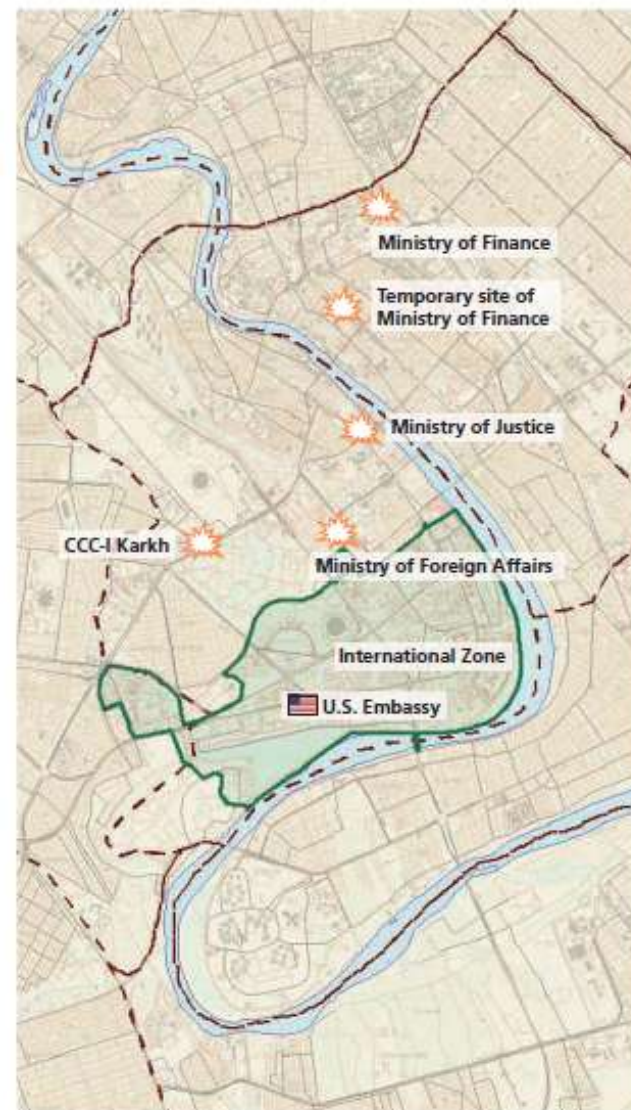 Ministry of Finance
Temporary site of
Ministry of Finance
Ministry of Justice
CCC-I Karkh
Ministry of Foreign Affairs
International Zone
U.S. Embassy